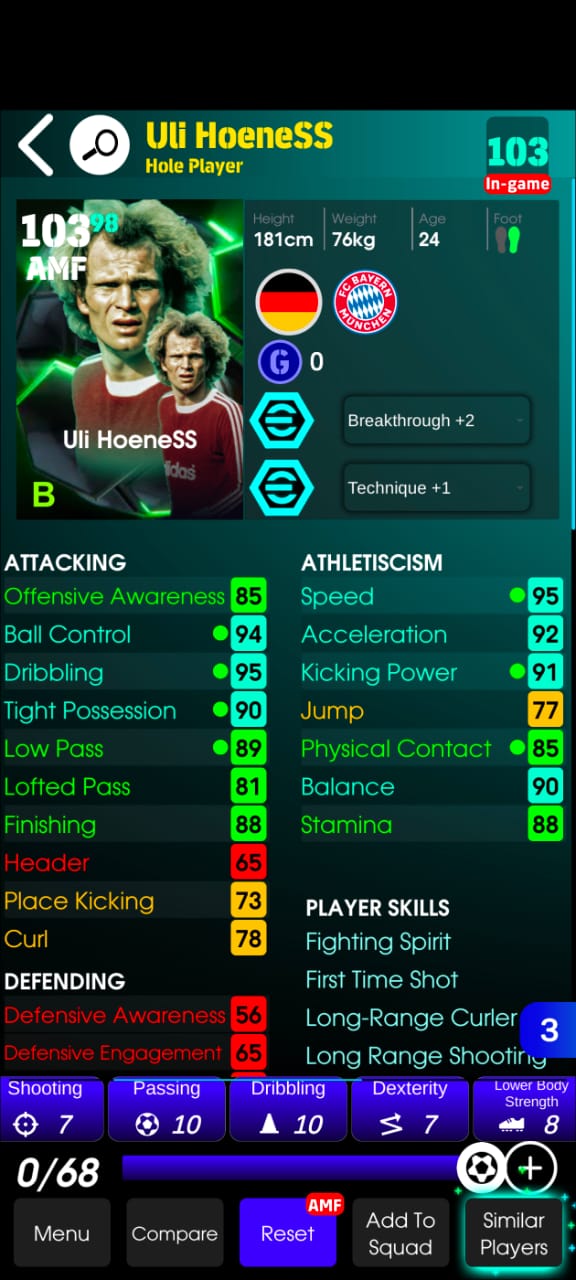 Uli HoeneSS
Hole Player
103
In-game
103 98
AMF
Uli HoeneSS
adidas
B
Height Weight Age Foot
181cm 76kg 24
FC BAYERN
MÜNCHEN
G 0
Breakthrough +2
Technique +1
ATTACKING
Offensive Awareness 85
Ball Control 94
Dribbling 95
Tight Possession 90
Low Pass 89
Lofted Pass 81
Finishing 88
Header 65
Place Kicking 73
Curl 78
DEFENDING
Defensive Awareness 56
Defensive Engagement 65
ATHLETISCISM
Speed 95
Acceleration 92
Kicking Power 91
Jump 77
Physical Contact 85
Balance 90
Stamina 88
PLAYER SKILLS
Fighting Spirit
First Time Shot
Long-Range Curler
Long Range Shooting
3
Shooting 7
Passing 10
Dribbling 10
Dexterity 7
Lower Body
Strength 8
0/68
Menu
Compare
AMF
Reset
Add To
Squad
Similar
Players